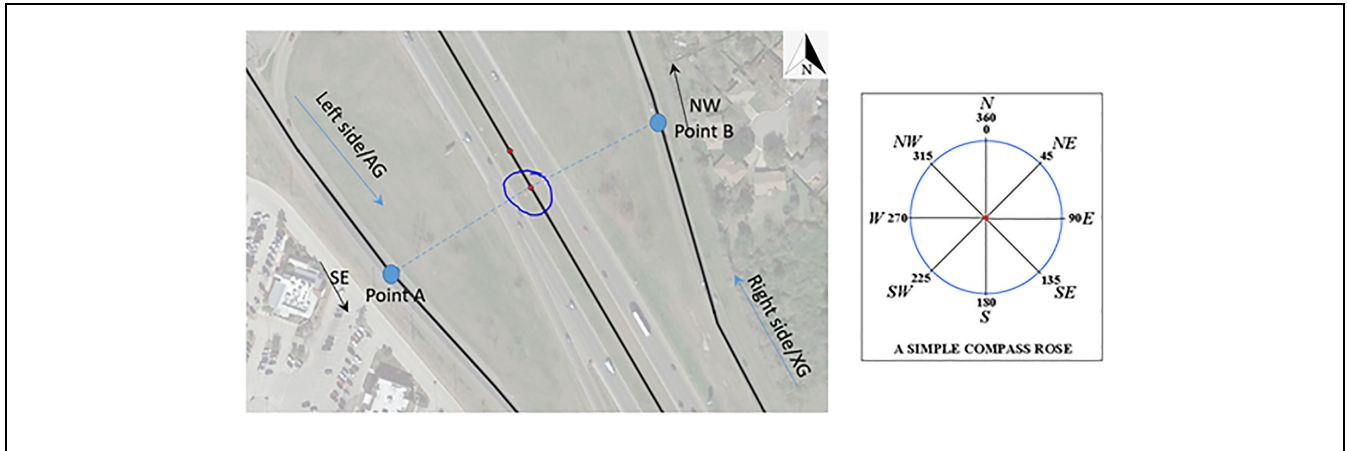 N
Left side/AG
NW
Point B
SE
Point A
Right side/XG
N
360
0
NW
315
NE
45
W 270
90 E
SW
225
135
SE
180
S
A SIMPLE COMPASS ROSE